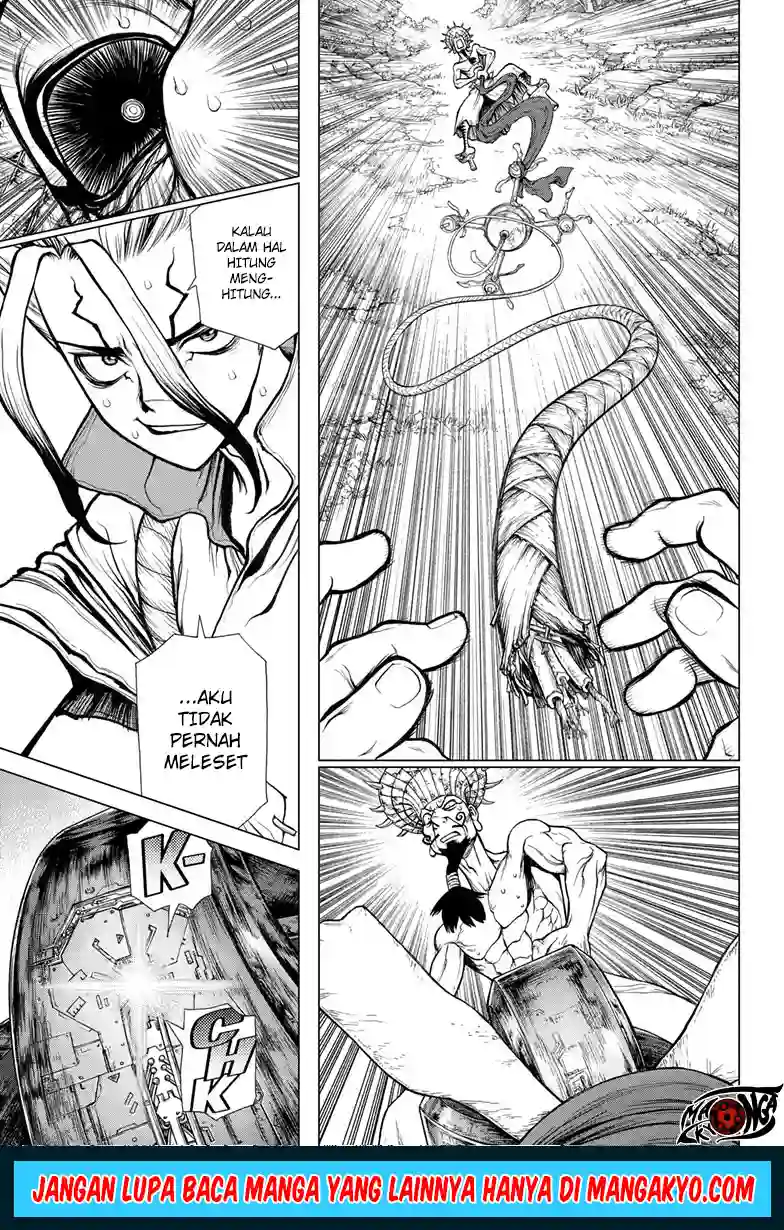 KALAU
DALAM HAL
HITUNG
MENG-
HITUNG...
...AKU
TIDAK
PERNAH
MELESET
K-
CHK
JANGAN LUPA BACA MANGA YANG LAINNYA HANYA DI MANGAKYO.COM